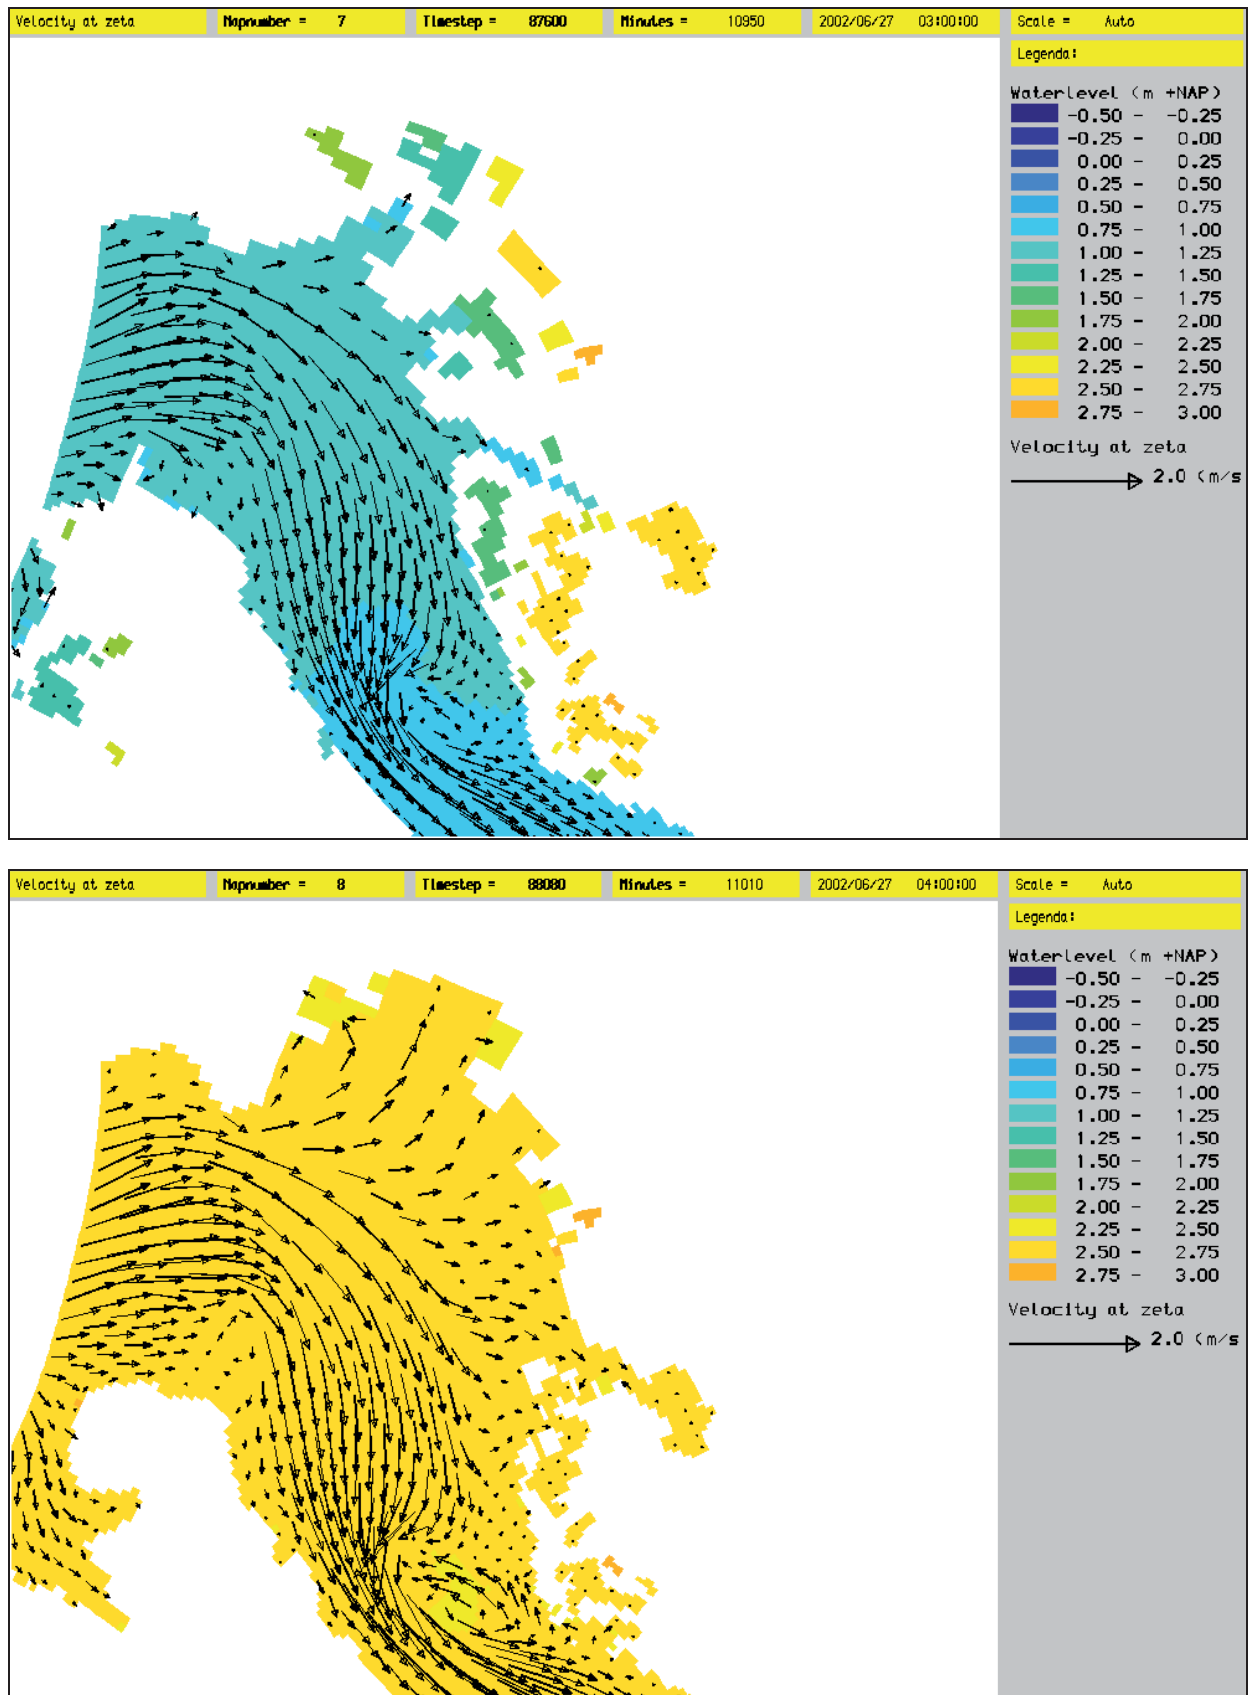 Velocity at zeta Mapnumber = 7 Timestep = 87600 Minutes = 10950 2002/06/27 03:00:00 Scale = Auto
Legenda:
Waterlevel (m +NAP)
-0.50 - -0.25
-0.25 - 0.00
0.00 - 0.25
0.25 - 0.50
0.50 - 0.75
0.75 - 1.00
1.00 - 1.25
1.25 - 1.50
1.50 - 1.75
1.75 - 2.00
2.00 - 2.25
2.25 - 2.50
2.50 - 2.75
2.75 - 3.00
Velocity at zeta
2.0 (m/s
Velocity at zeta Mapnumber = 8 Timestep = 88080 Minutes = 11010 2002/06/27 04:00:00 Scale = Auto
Legenda:
Waterlevel (m +NAP)
-0.50 - -0.25
-0.25 - 0.00
0.00 - 0.25
0.25 - 0.50
0.50 - 0.75
0.75 - 1.00
1.00 - 1.25
1.25 - 1.50
1.50 - 1.75
1.75 - 2.00
2.00 - 2.25
2.25 - 2.50
2.50 - 2.75
2.75 - 3.00
Velocity at zeta
2.0 (m/s